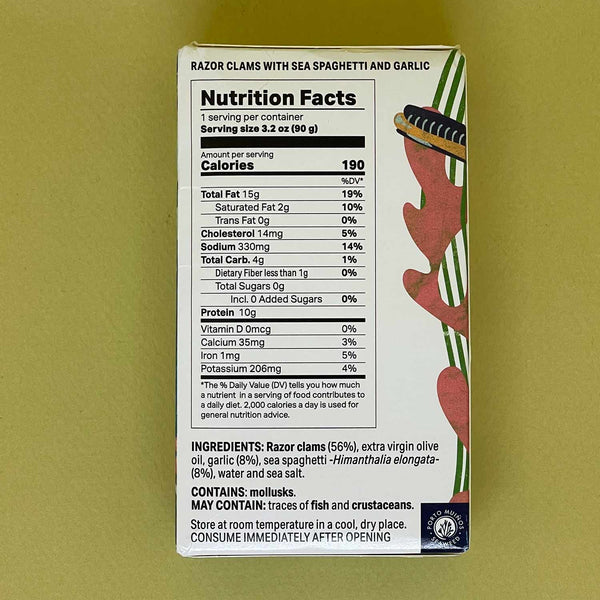 RAZOR CLAMS WITH SEA SPAGHETTI AND GARLIC
Nutrition Facts
1 serving per container
Serving size 3.2 oz (90 g)
Amount per serving
Calories 190
%DV*
Total Fat 15g 19%
Saturated Fat 2g 10%
Trans Fat 0g 0%
Cholesterol 14mg 5%
Sodium 330mg 14%
Total Carb. 4g 1%
Dietary Fiber less than 1g 0%
Total Sugars 0g
Incl. 0 Added Sugars 0%
Protein 10g
Vitamin D 0mcg 0%
Calcium 35mg 3%
Iron 1mg 5%
Potassium 206mg 4%
*The % Daily Value (DV) tells you how much
a nutrient in a serving of food contributes to
a daily diet. 2,000 calories a day is used for
general nutrition advice.
INGREDIENTS: Razor clams (56%), extra virgin olive
oil, garlic (8%), sea spaghetti -Himanthalia elongata-
(8%), water and sea salt.
CONTAINS: mollusks.
MAY CONTAIN: traces of fish and crustaceans.
Store at room temperature in a cool, dry place.
CONSUME IMMEDIATELY AFTER OPENING
PORTO MUIÑOS
SEAWEED